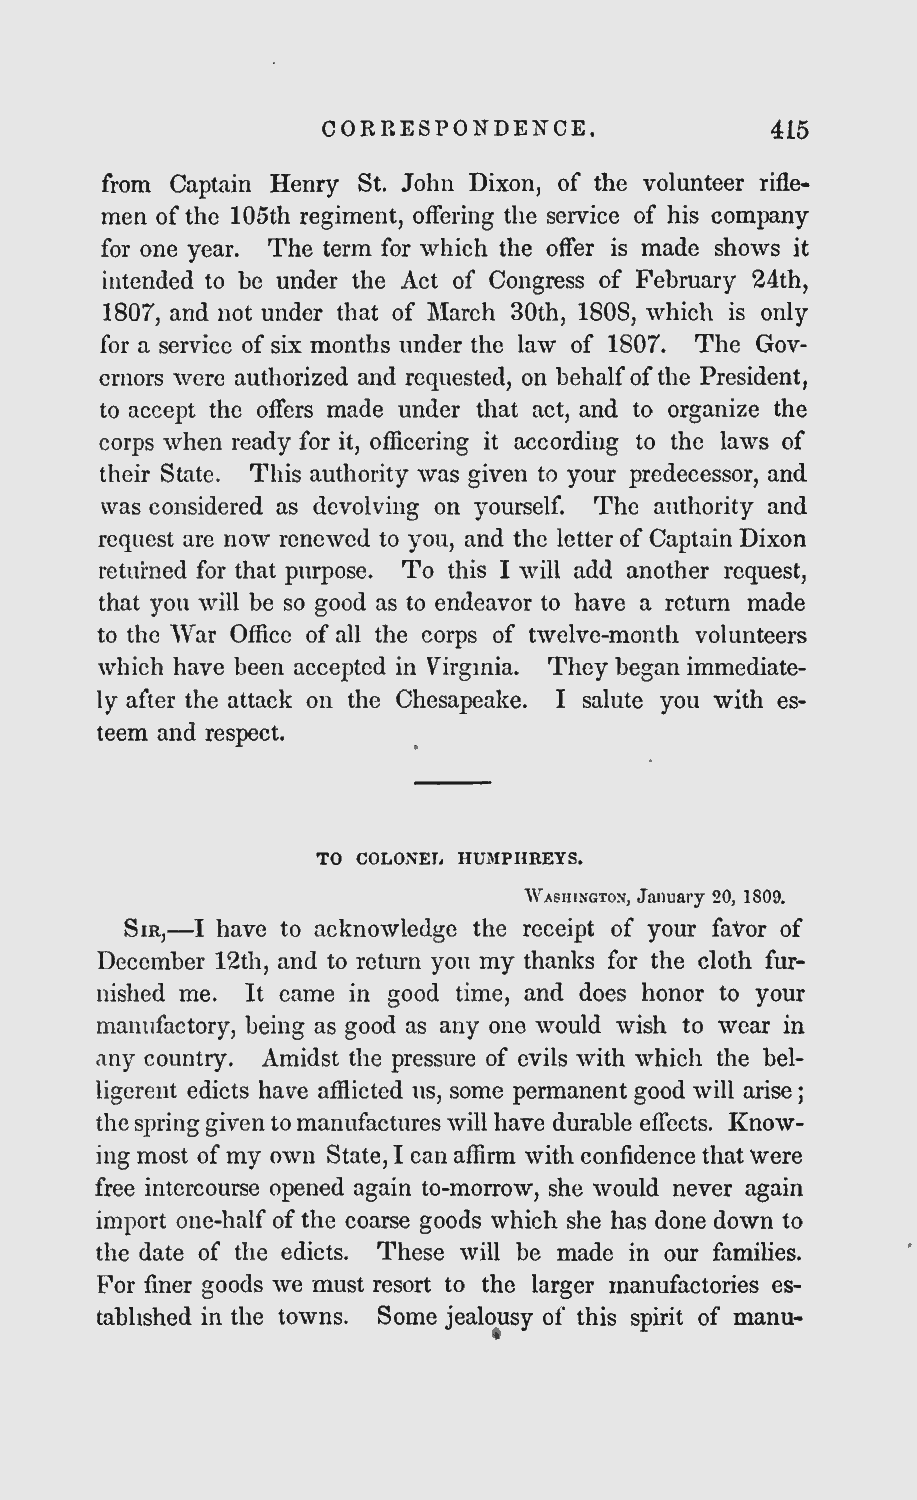 CORRESPONDENCE. 415
from Captain Henry St. John Dixon, of the volunteer rifle-
men of the 105th regiment, offering the service of his company
for one year. The term for which the offer is made shows it
intended to be under the Act of Congress of February 24th,
1807, and not under that of March 30th, 1808, which is only
for a service of six months under the law of 1807. The Gov-
ernors were authorized and requested, on behalf of the President,
to accept the offers made under that act, and to organize the
corps when ready for it, officering it according to the laws of
their State. This authority was given to your predecessor, and
was considered as devolving on yourself. The authority and
request are now renewed to you, and the letter of Captain Dixon
returned for that purpose. To this I will add another request,
that you will be so good as to endeavor to have a return made
to the War Office of all the corps of twelve-month volunteers
which have been accepted in Virginia. They began immediate-
ly after the attack on the Chesapeake. I salute you with es-
teem and respect.
TO COLONEL HUMPHREYS.
WASHINGTON, January 20, 1809.
SIR,—I have to acknowledge the receipt of your favor of
December 12th, and to return you my thanks for the cloth fur-
nished me. It came in good time, and does honor to your
manufactory, being as good as any one would wish to wear in
any country. Amidst the pressure of evils with which the bel-
ligerent edicts have afflicted us, some permanent good will arise;
the spring given to manufactures will have durable effects. Know-
ing most of my own State, I can affirm with confidence that were
free intercourse opened again to-morrow, she would never again
import one-half of the coarse goods which she has done down to
the date of the edicts. These will be made in our families.
For finer goods we must resort to the larger manufactories es-
tablished in the towns. Some jealousy of this spirit of manu-